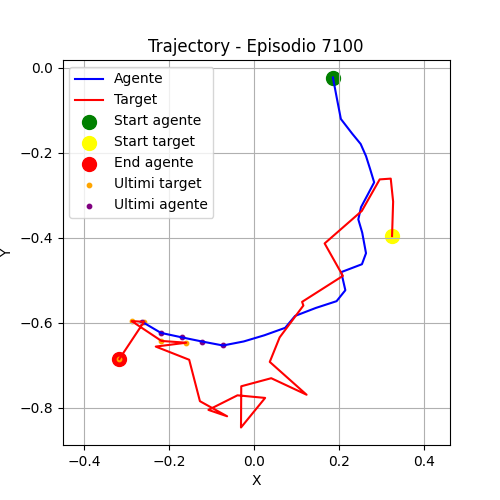 Trajectory - Episodio 7100
Agente
Target
Start agente
Start target
End agente
Ultimi target
Ultimi agente
0.0
−0.2
−0.4
−0.6
−0.8
Y
−0.4
−0.2
0.0
0.2
0.4
X